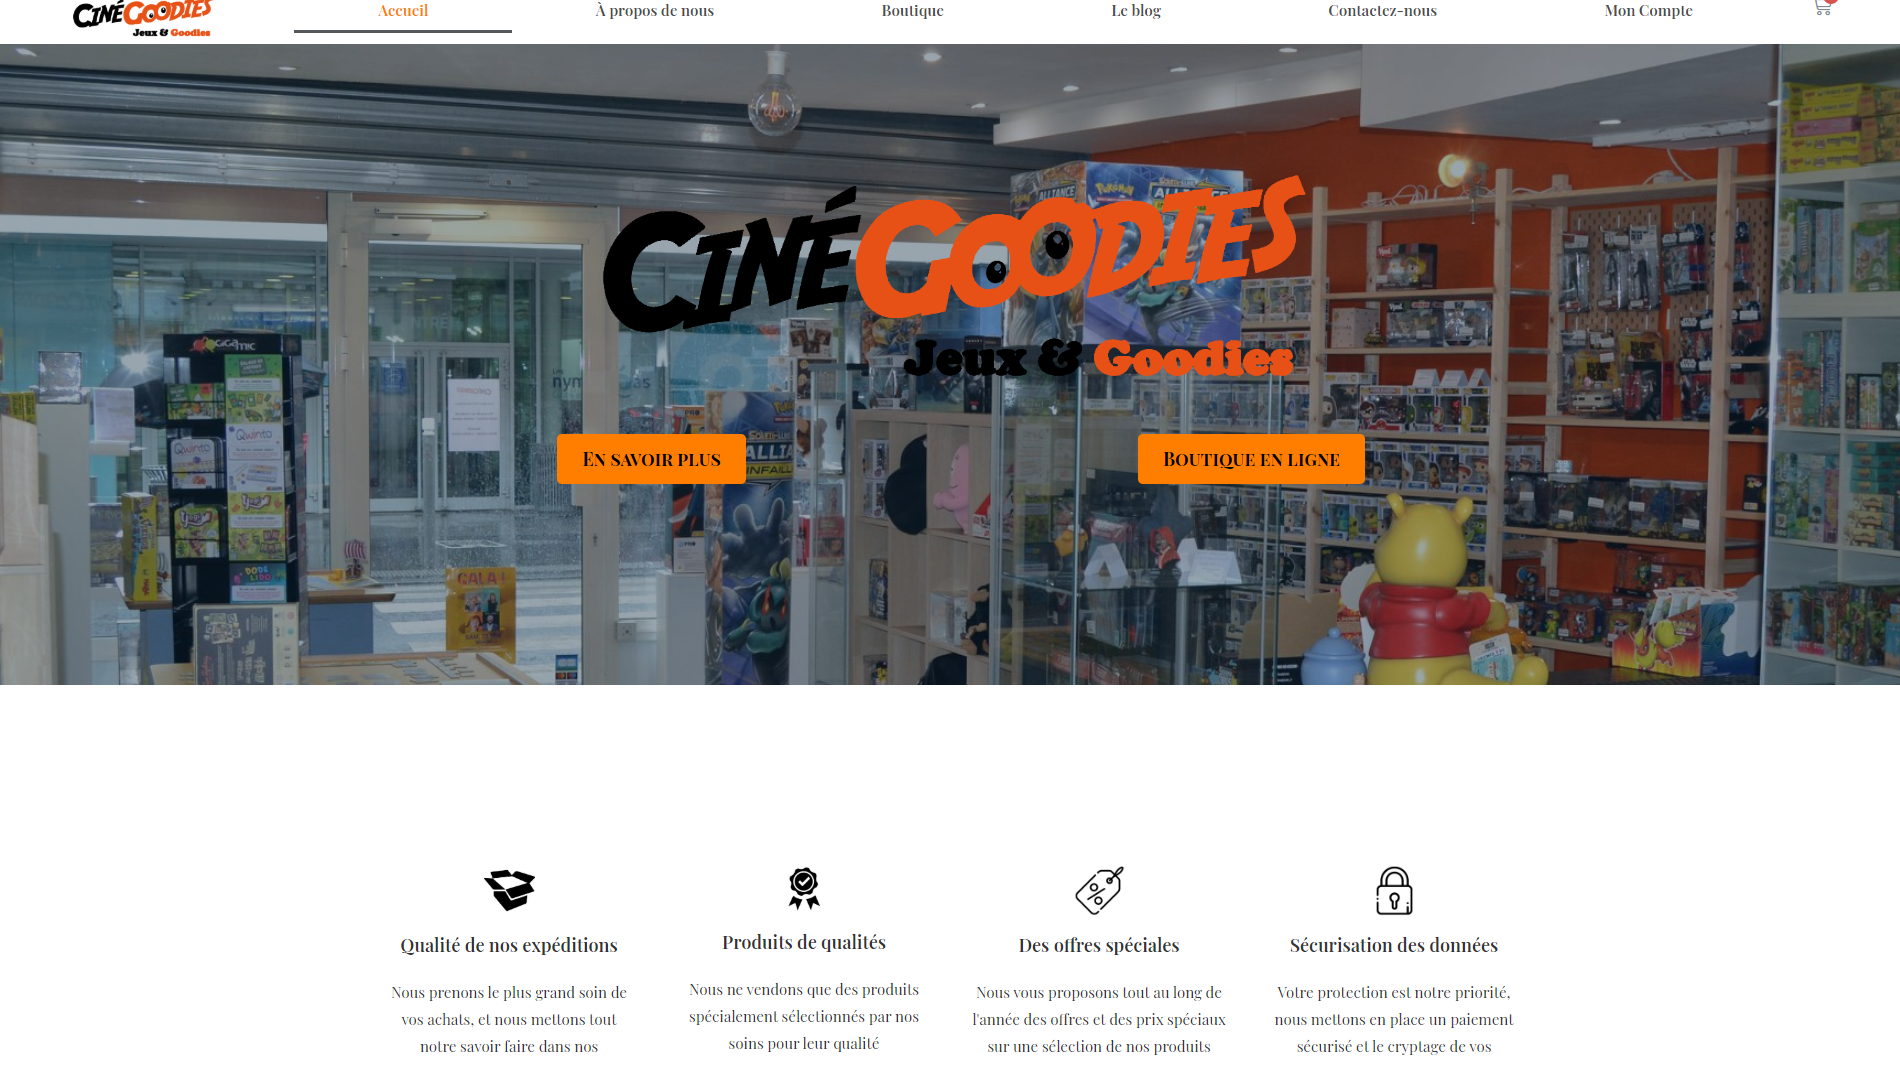 CINÉGOODIES
Jeux & Goodies
Accueil
À propos de nous
Boutique
Le blog
Contactez-nous
Mon Compte
CINÉGOODIES
Jeux & Goodies
EN SAVOIR PLUS
BOUTIQUE EN LIGNE
GIGAMIC
Qwinto
Qwinto
POKÉMON
ALLIANCE
Qualité de nos expéditions
Nous prenons le plus grand soin de
vos achats, et nous mettons tout
notre savoir faire dans nos
Produits de qualités
Nous ne vendons que des produits
spécialement sélectionnés par nos
soins pour leur qualité
Des offres spéciales
Nous vous proposons tout au long de
l'année des offres et des prix spéciaux
sur une sélection de nos produits
Sécurisation des données
Votre protection est notre priorité,
nous mettons en place un paiement
sécurisé et le cryptage de vos